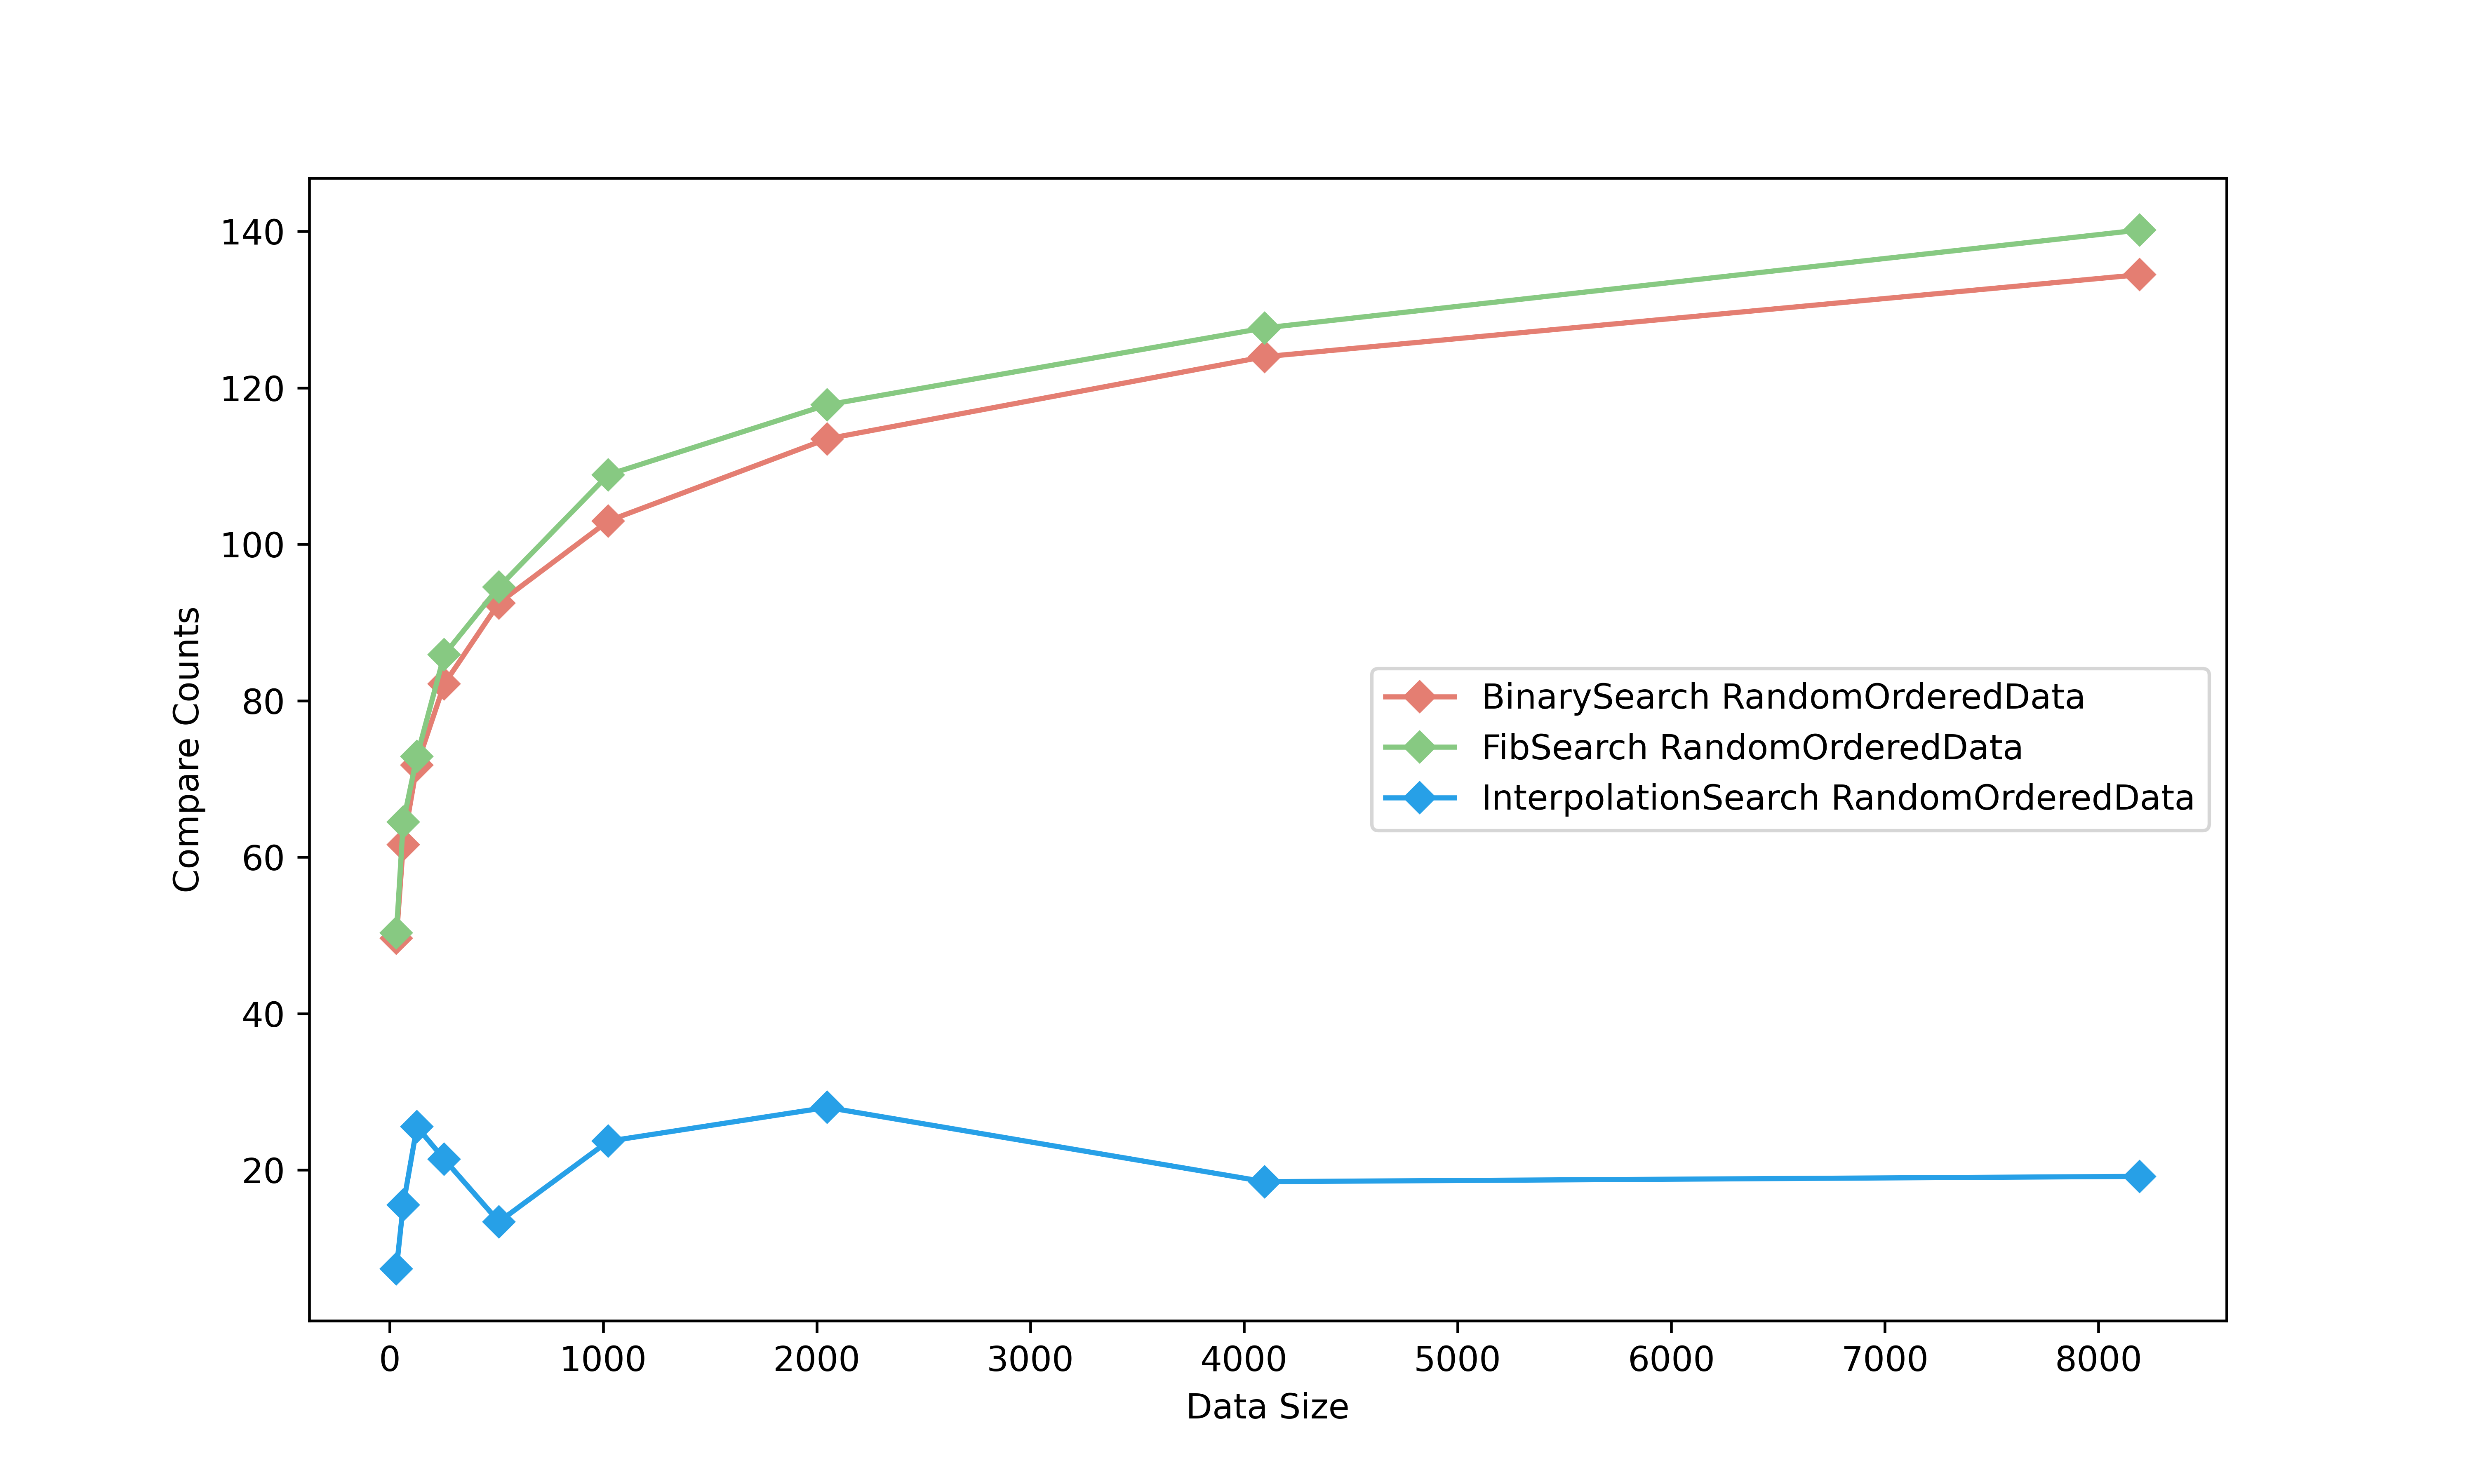 140
120
100
80
60
40
20
Compare Counts
BinarySearch RandomOrderedData
FibSearch RandomOrderedData
InterpolationSearch RandomOrderedData
0 1000 2000 3000 4000 5000 6000 7000 8000
Data Size